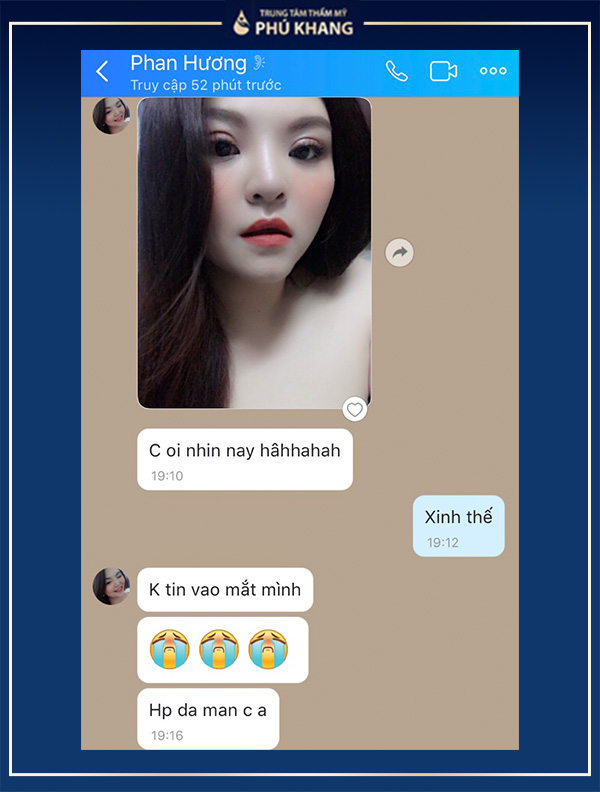 TRUNG TÂM THẨM MỸ
PHÚ KHANG
Phan Hương
Truy cập 52 phút trước
C oi nhin nay hâhhahah
19:10
Xinh thế
19:12
K tin vao mắt mình
Hp da man c a
19:16